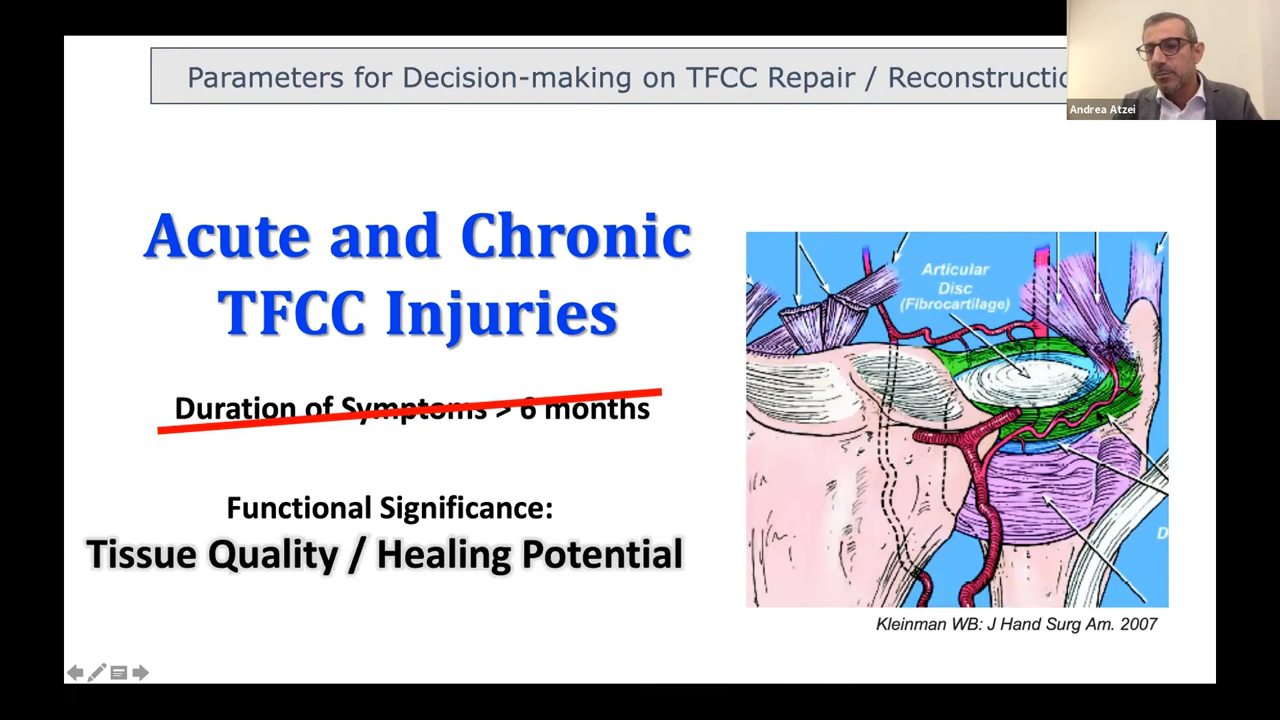 Parameters for Decision-making on TFCC Repair / Reconstructio
Andrea Atzei
Acute and Chronic
TFCC Injuries
Duration of Symptoms > 6 months
Functional Significance:
Tissue Quality / Healing Potential
Articular
Disc
(Fibrocartilage)
D
Kleinman WB: J Hand Surg Am. 2007